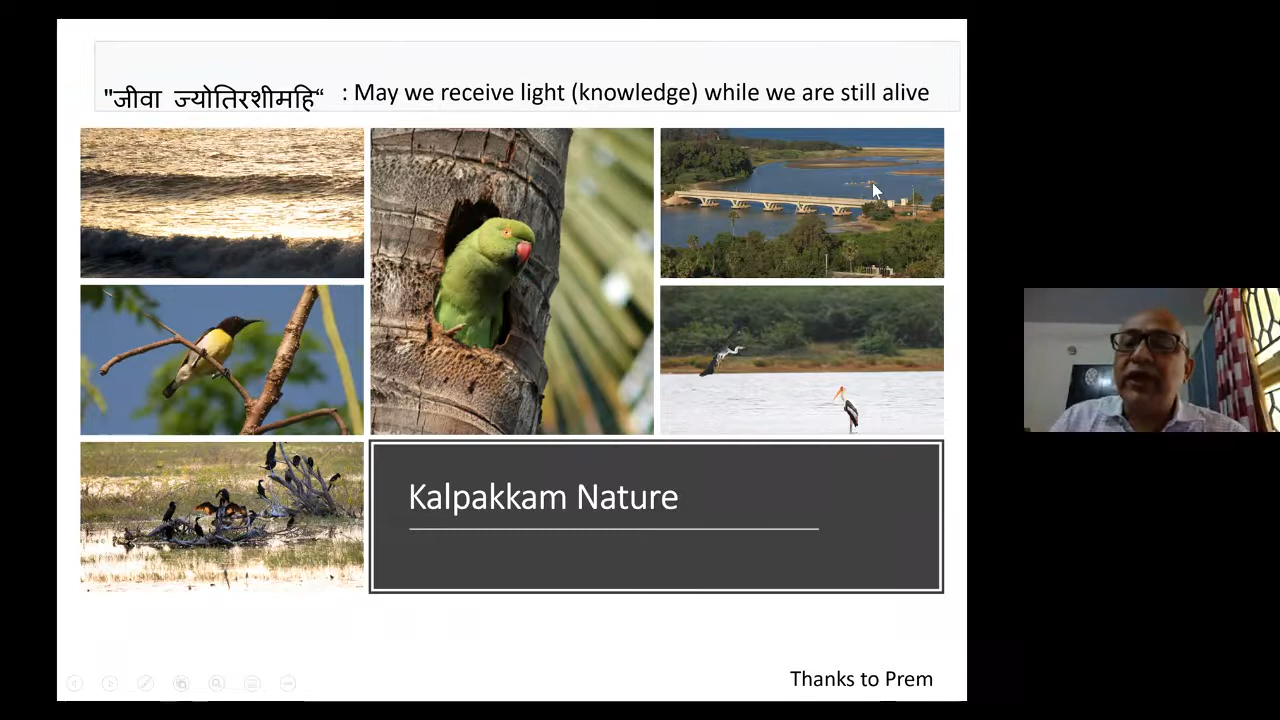 "जीवा ज्योतिरशीमहि“ : May we receive light (knowledge) while we are still alive
Kalpakkam Nature
Thanks to Prem